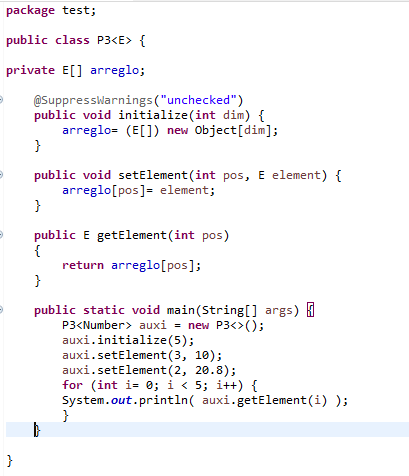 package test;
public class P3<E> {
private E[] arreglo;
@SuppressWarnings("unchecked")
public void initialize(int dim) {
arreglo= (E[]) new Object[dim];
}
public void setElement(int pos, E element) {
arreglo[pos]= element;
}
public E getElement(int pos)
{
return arreglo[pos];
}
public static void main(String[] args) {
P3<Number> auxi = new P3<>();
auxi.initialize(5);
auxi.setElement(3, 10);
auxi.setElement(2, 20.8);
for (int i= 0; i < 5; i++) {
System.out.println( auxi.getElement(i) );
}
}
}